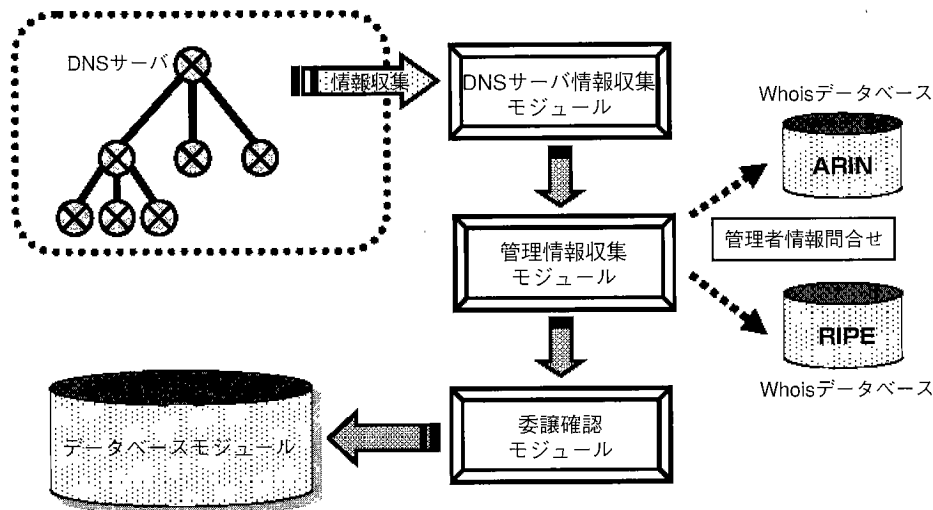 DNSサーバ
情報収集
DNSサーバ情報収集
モジュール
Whoisデータベース
ARIN
管理情報収集
モジュール
管理者情報問合せ
RIPE
Whoisデータベース
委譲確認
モジュール
データベースモジュール